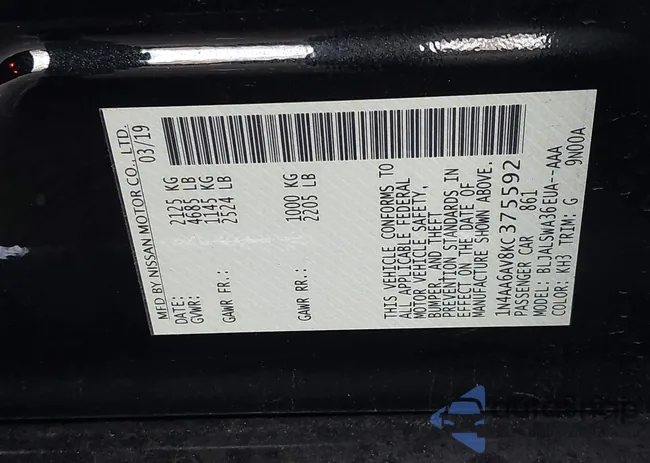 MFD BY NISSAN MOTOR CO., LTD.
DATE: 03/19
GVWR: 2125 KG
4685 LB
GAWR FR.: 1145 KG
2524 LB
GAWR RR.: 1000 KG
2205 LB
THIS VEHICLE CONFORMS TO
ALL APPLICABLE FEDERAL
MOTOR VEHICLE SAFETY,
BUMPER, AND THEFT
PREVENTION STANDARDS IN
EFFECT ON THE DATE OF
MANUFACTURE SHOWN ABOVE.
1N4AA6AV8KC375592
PASSENGER CAR 861
MODEL: BLJALSWA36EUA--AAA
COLOR: KH3 TRIM: G 9N00A
AutaShop